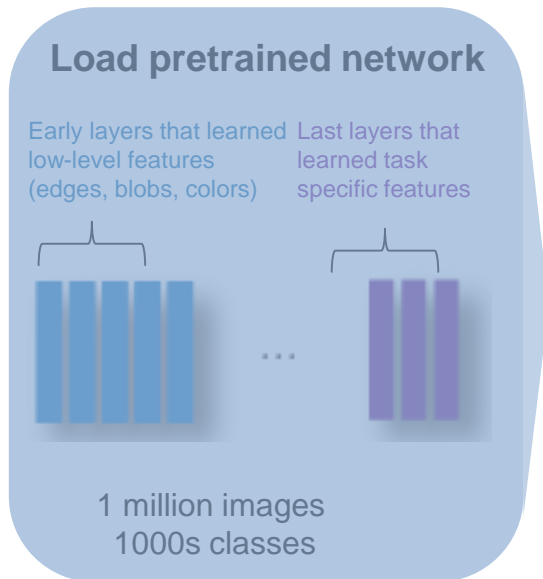 Load pretrained network
Early layers that learned
low-level features
(edges, blobs, colors)
Last layers that
learned task
specific features
...
1 million images
1000s classes